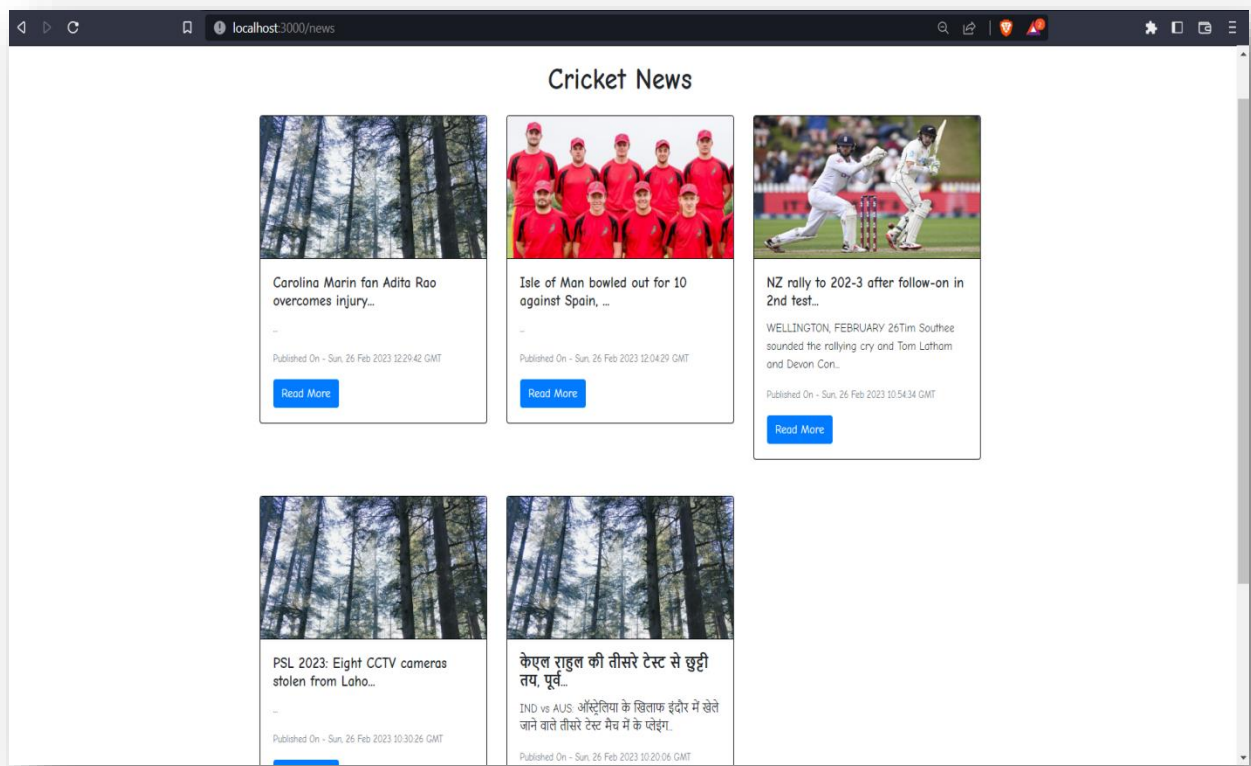 localhost:3000/news
2
Cricket News
Carolina Marin fan Adita Rao
overcomes injury...
...
Published On - Sun, 26 Feb 2023 12:29:42 GMT
Read More
Isle of Man bowled out for 10
against Spain, ...
...
Published On - Sun, 26 Feb 2023 12:04:29 GMT
Read More
NZ rally to 202-3 after follow-on in
2nd test...
WELLINGTON, FEBRUARY 26Tim Southee
sounded the rallying cry and Tom Latham
and Devon Con...
Published On - Sun, 26 Feb 2023 10:54:34 GMT
Read More
PSL 2023: Eight CCTV cameras
stolen from Laho...
...
Published On - Sun, 26 Feb 2023 10:30:26 GMT
केएल राहुल की तीसरे टेस्ट से छुट्टी
तय, पूर्व...
IND vs AUS: ऑस्ट्रेलिया के खिलाफ इंदौर में खेले
जाने वाले तीसरे टेस्ट मैच में के प्लेइंग...
Published On - Sun, 26 Feb 2023 10:20:06 GMT